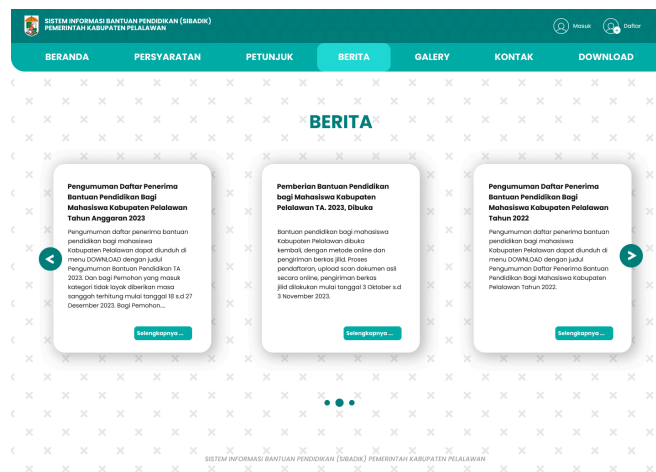 SISTEM INFORMASI BANTUAN PENDIDIKAN (SIBADIK)
PEMERINTAH KABUPATEN PELALAWAN
Masuk
Daftar
BERANDA
PERSYARATAN
PETUNJUK
BERITA
GALERY
KONTAK
DOWNLOAD
BERITA
Pengumuman Daftar Penerima
Bantuan Pendidikan Bagi
Mahasiswa Kabupaten Pelalawan
Tahun Anggaran 2023
Pengumuman daftar penerima bantuan
pendidikan bagi mahasiswa
Kabupaten Pelalawan dapat diunduh di
menu DOWNLOAD dengan judul
Pengumuman Bantuan Pendidikan TA
2023. Dan bagi Pemohon yang masuk
kategori tidak layak diberikan masa
sanggah terhitung mulai tanggal 18 s.d 27
Desember 2023. Bagi Pemohon....
Selengkapnya ...
Pemberian Bantuan Pendidikan
bagi Mahasiswa Kabupaten
Pelalawan TA. 2023, Dibuka
Bantuan pendidikan bagi mahasiswa
Kabupaten Pelalawan dibuka
kembali, dengan metode online dan
pengiriman berkas jilid. Proses
pendaftaran, upload scan dokumen asli
secara online, pengiriman berkas
jilid dilakukan mulai tanggal 3 Oktober s.d
3 November 2023.
Selengkapnya ...
Pengumuman Daftar Penerima
Bantuan Pendidikan Bagi
Mahasiswa Kabupaten Pelalawan
Tahun 2022
Pengumuman daftar penerima bantuan
pendidikan bagi mahasiswa
Kabupaten Pelalawan dapat diunduh di
menu DOWNLOAD dengan judul
Pengumuman Daftar Penerima Bantuan
Pendidikan Bagi Mahasiswa Kabupaten
Pelalawan Tahun 2022.
Selengkapnya ...
SISTEM INFORMASI BANTUAN PENDIDIKAN (SIBADIK) PEMERINTAH KABUPATEN PELALAWAN